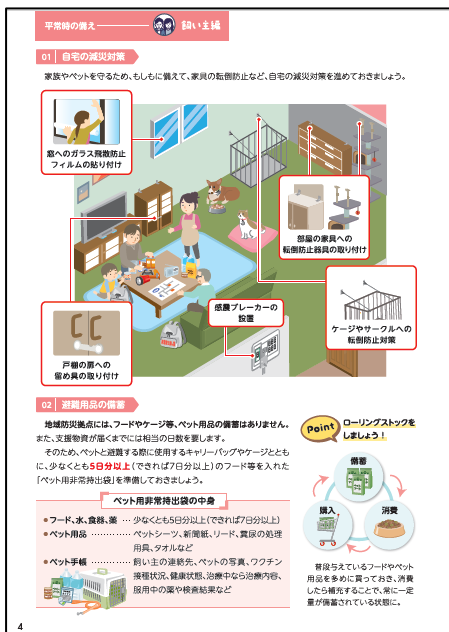 平常時の備え
飼い主編
01 自宅の減災対策
家族やペットを守るため、もしもに備えて、家具の転倒防止など、自宅の減災対策を進めておきましょう。
窓へのガラス飛散防止
フィルムの貼り付け
部屋の家具への
転倒防止器具の取り付け
感震ブレーカーの
設置
ケージやサークルへの
転倒防止対策
戸棚の扉への
留め具の取り付け
02 避難用品の備蓄
地域防災拠点には、フードやケージ等、ペット用品の備蓄はありません。
また、支援物資が届くまでには相当の日数を要します。
そのため、ペットと避難する際に使用するキャリーバッグやケージととも
に、少なくとも5日分以上(できれば7日分以上)のフード等を入れた
「ペット用非常持出袋」を準備しておきましょう。
ペット用非常持出袋の中身
●フード、水、食器、薬 … 少なくとも5日分以上(できれば7日分以上)
●ペット用品 ………… ペットシーツ、新聞紙、リード、糞尿の処理
用具、タオルなど
●ペット手帳 ………… 飼い主の連絡先、ペットの写真、ワクチン
接種状況、健康状態、治療中なら治療内容、
服用中の薬や検査結果など
Point
ローリングストックを
しましょう!
備蓄
購入
消費
普段与えているフードやペット
用品を多めに買っておき、消費
したら補充することで、常に一定
量が備蓄されている状態に。
4